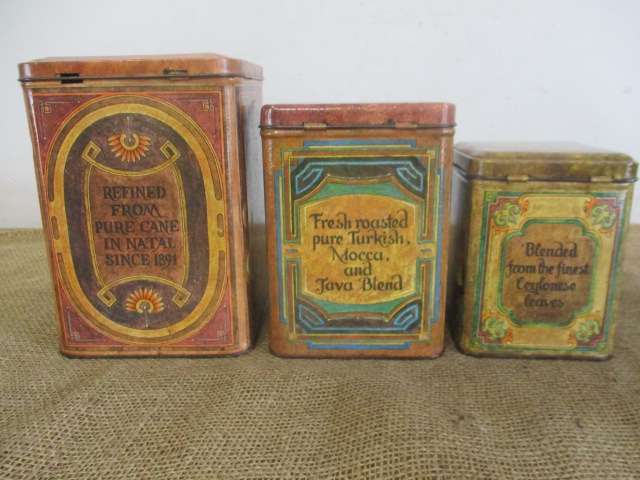 REFINED
FROM
PURE CANE
IN NATAL
SINCE 1891
Fresh roasted
pure Turkish,
Mocca,
and
Java Blend
Blended
from the finest
Ceylonese
leaves